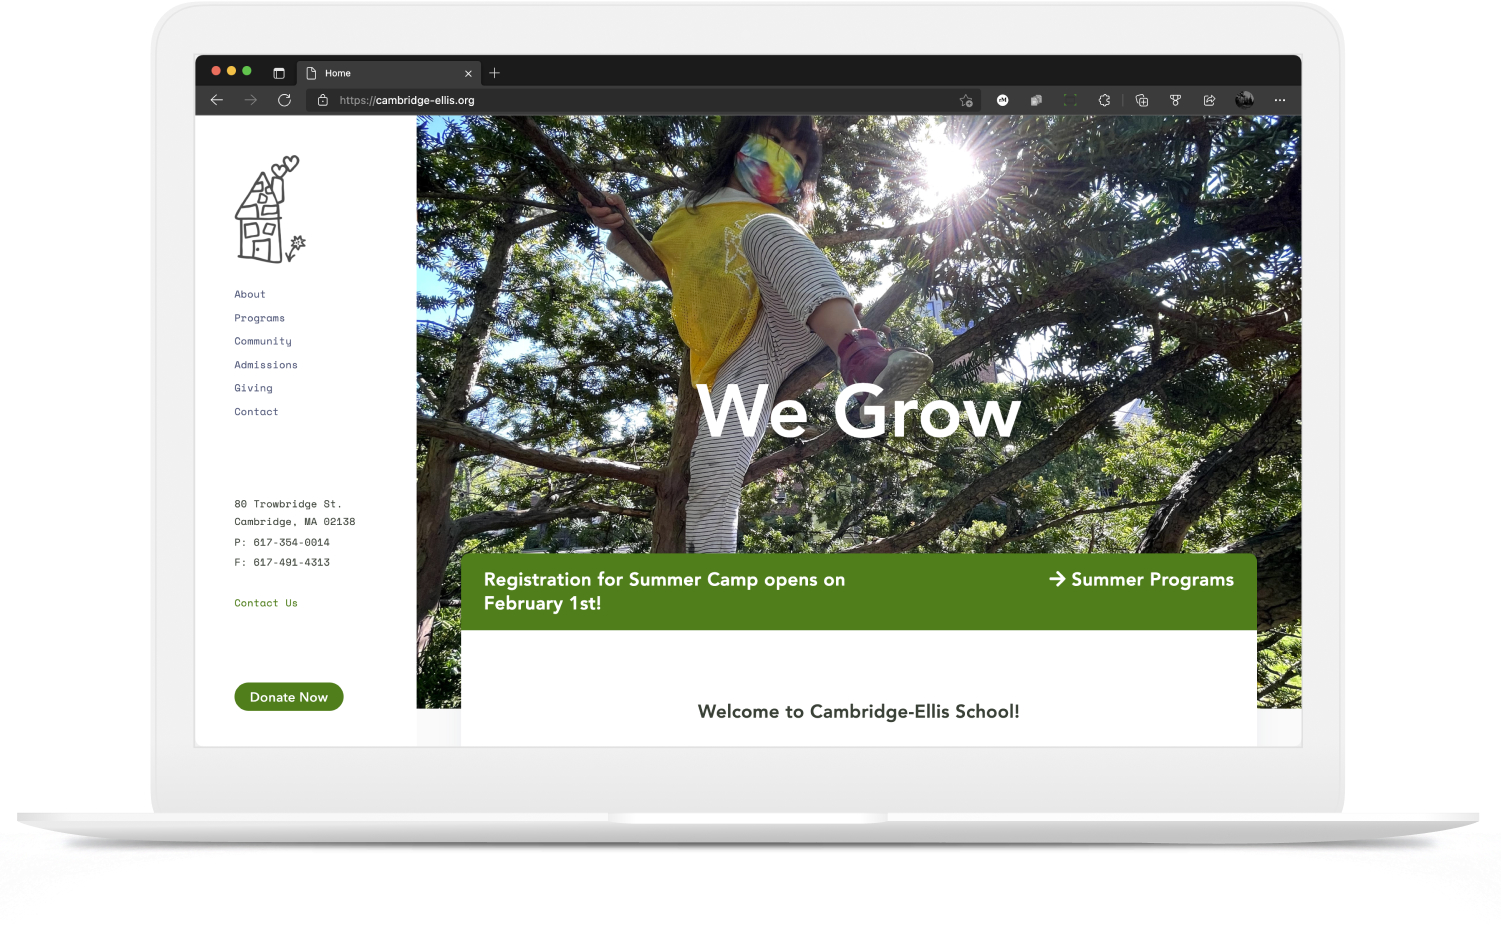 Home
https://cambridge-ellis.org
About
Programs
Community
Admissions
Giving
Contact
80 Trowbridge St.
Cambridge, MA 02138
P: 617-354-0014
F: 617-491-4313
Contact Us
Donate Now
We Grow
Registration for Summer Camp opens on
February 1st!
→ Summer Programs
Welcome to Cambridge-Ellis School!